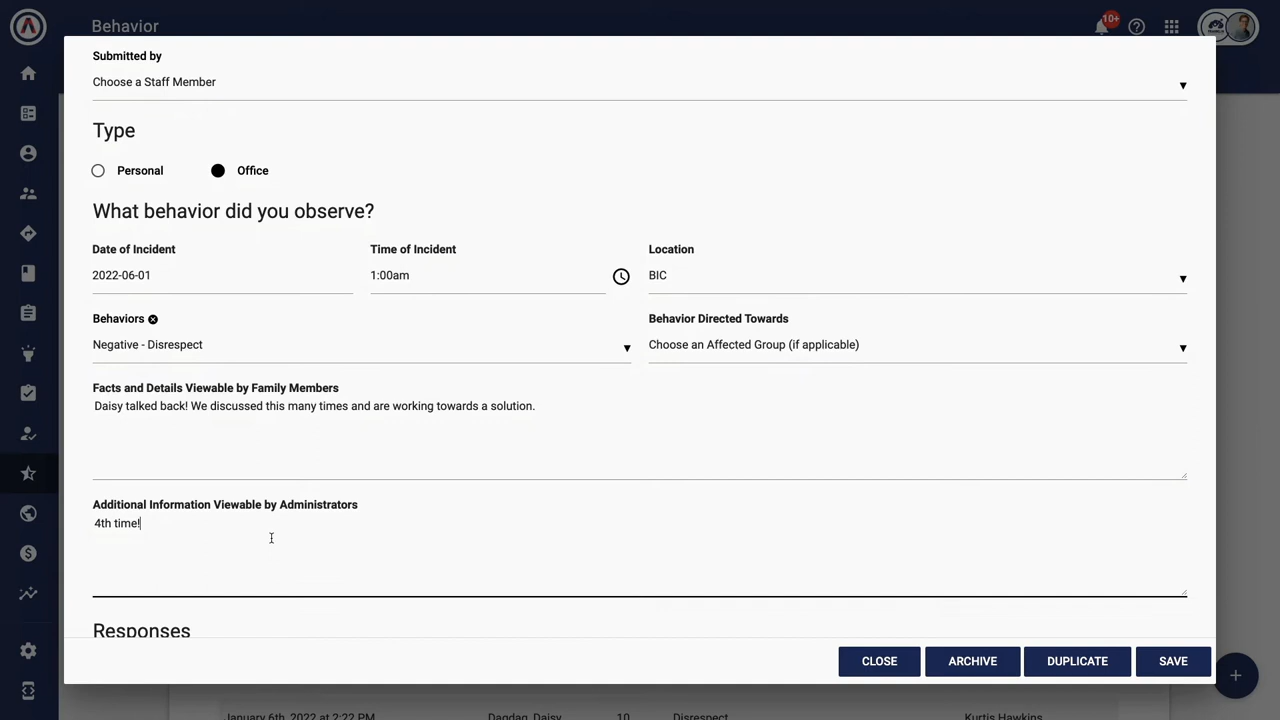 Behavior
10+
Submitted by
Choose a Staff Member
Type
Personal
Office
What behavior did you observe?
Date of Incident
Time of Incident
Location
2022-06-01
1:00am
BIC
Behaviors
Behavior Directed Towards
Negative - Disrespect
Choose an Affected Group (if applicable)
Facts and Details Viewable by Family Members
Daisy talked back! We discussed this many times and are working towards a solution.
Additional Information Viewable by Administrators
4th time!
Responses
CLOSE
ARCHIVE
DUPLICATE
SAVE
January 6th, 2022 at 2:22 PM
Dagdag, Daisy
10
Disrespect
Kurtis Hawkins